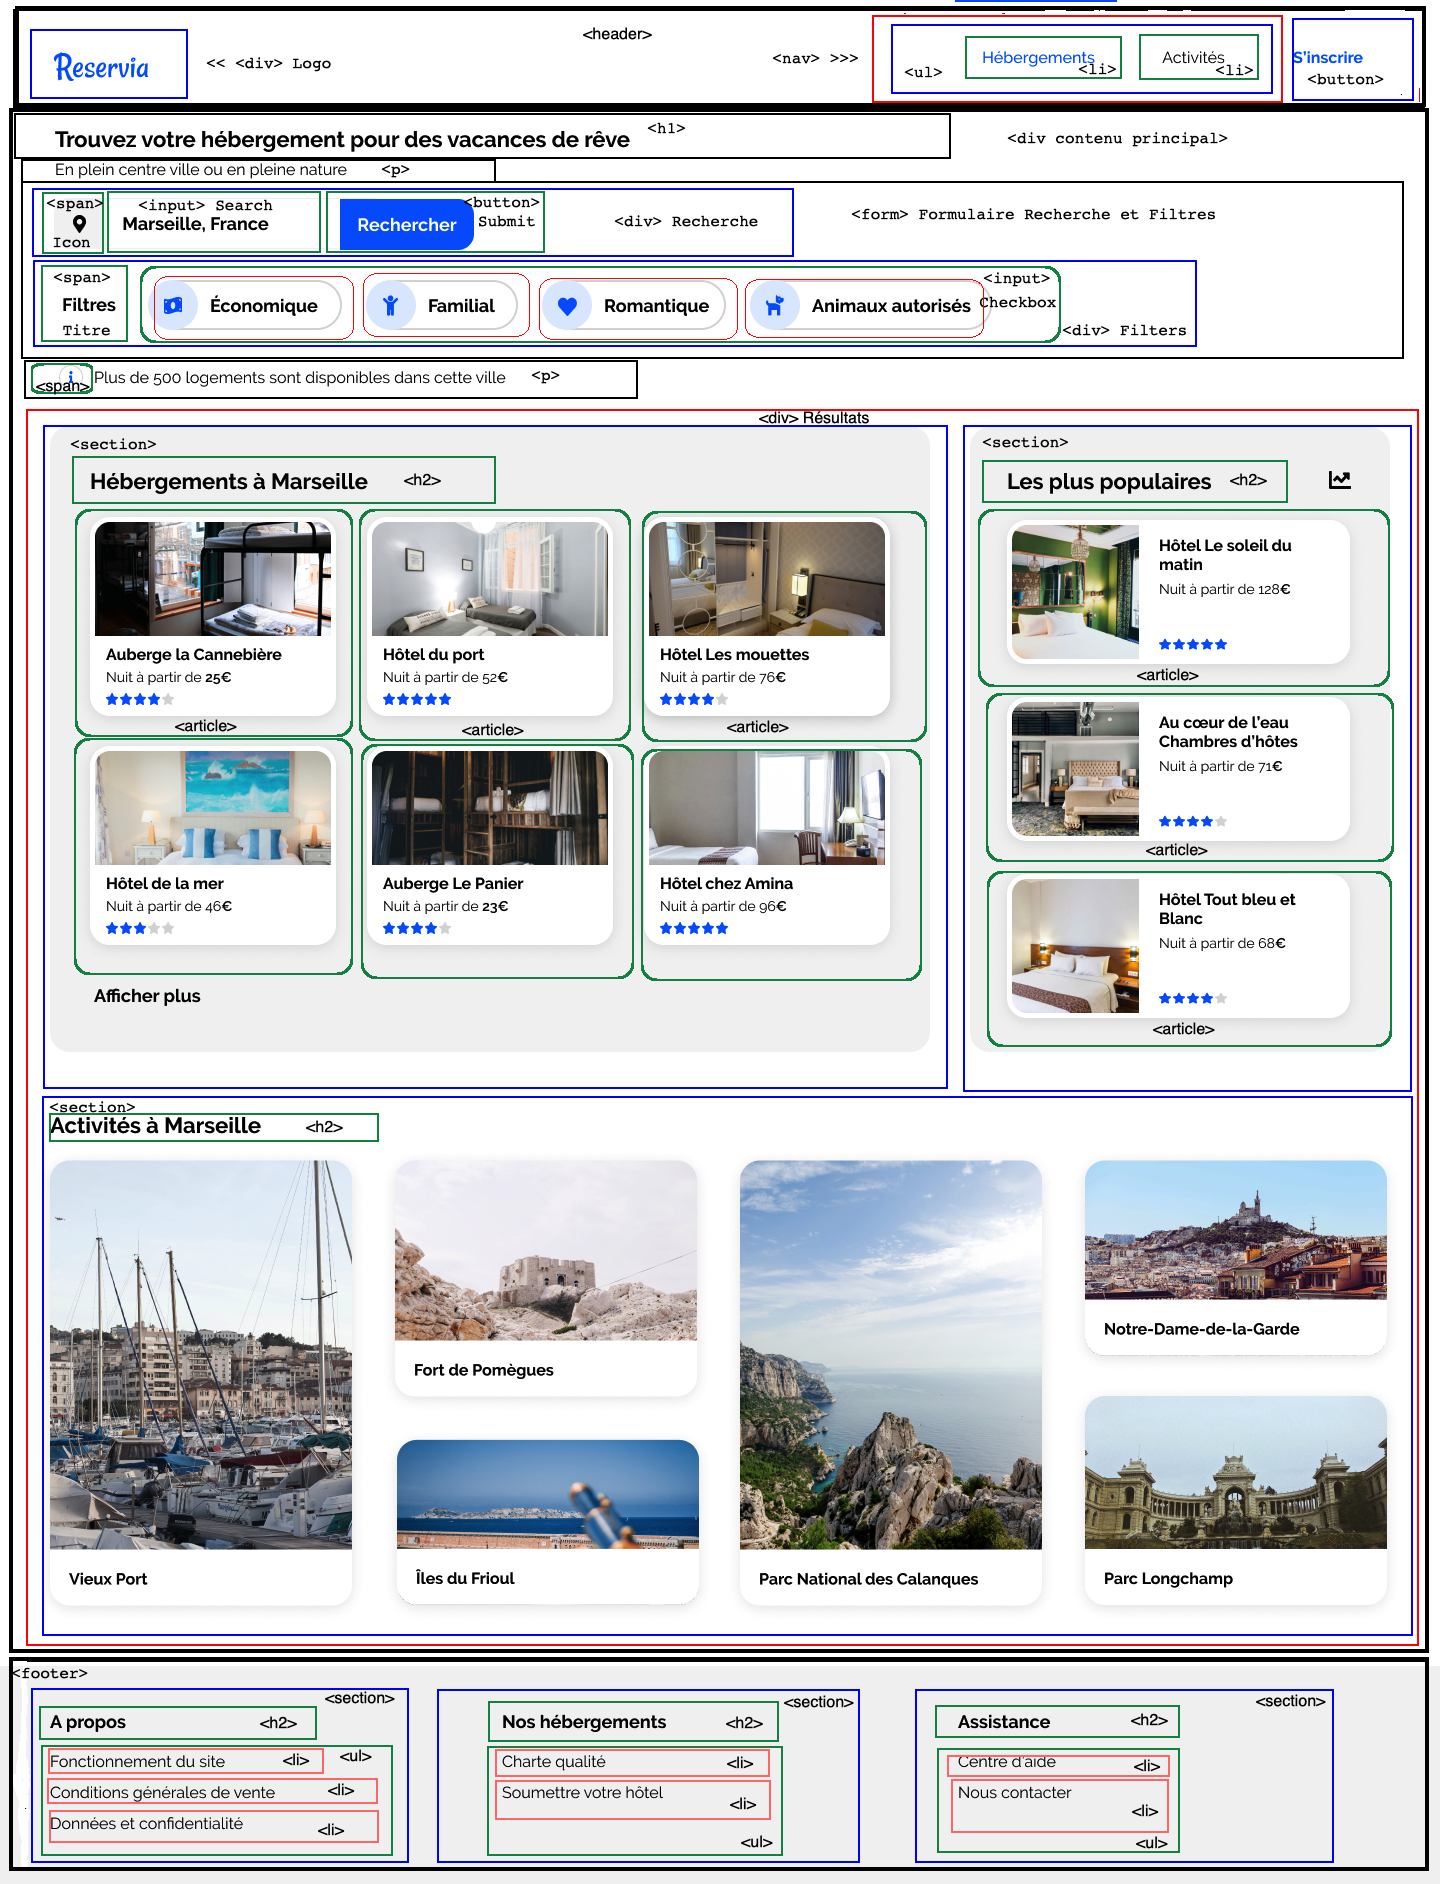 <header>
Reservia
<< <div> Logo
<nav> >>>
<ul>
Hébergements
<li>
Activités
<li>
S'inscrire
<button>
Trouvez votre hébergement pour des vacances de rêve
<h1>
<div contenu principal>
En plein centre ville ou en pleine nature
<p>
<span>
Icon
<input> Search
Marseille, France
Rechercher
<button>
Submit
<div> Recherche
<form> Formulaire Recherche et Filtres
<span>
Filtres
Titre
Économique
Familial
Romantique
Animaux autorisés
<input>
Checkbox
<div> Filters
<span>
Plus de 500 logements sont disponibles dans cette ville
<p>
<div> Résultats
<section>
Hébergements à Marseille
<h2>
Auberge la Cannebière
Nuit à partir de 25€
<article>
Hôtel du port
Nuit à partir de 52€
<article>
Hôtel Les mouettes
Nuit à partir de 76€
<article>
Hôtel de la mer
Nuit à partir de 46€
Auberge Le Panier
Nuit à partir de 23€
Hôtel chez Amina
Nuit à partir de 96€
Afficher plus
<section>
Les plus populaires
<h2>
Hôtel Le soleil du
matin
Nuit à partir de 128€
<article>
Au cœur de l'eau
Chambres d'hôtes
Nuit à partir de 71€
<article>
Hôtel Tout bleu et
Blanc
Nuit à partir de 68€
<article>
<section>
Activités à Marseille
<h2>
Vieux Port
Fort de Pomègues
Îles du Frioul
Parc National des Calanques
Notre-Dame-de-la-Garde
Parc Longchamp
<footer>
<section>
A propos
<h2>
Fonctionnement du site
<li>
<ul>
Conditions générales de vente
<li>
Données et confidentialité
<li>
<section>
Nos hébergements
<h2>
Charte qualité
<li>
Soumettre votre hôtel
<li>
<ul>
<section>
Assistance
<h2>
Centre d'aide
<li>
Nous contacter
<li>
<ul>